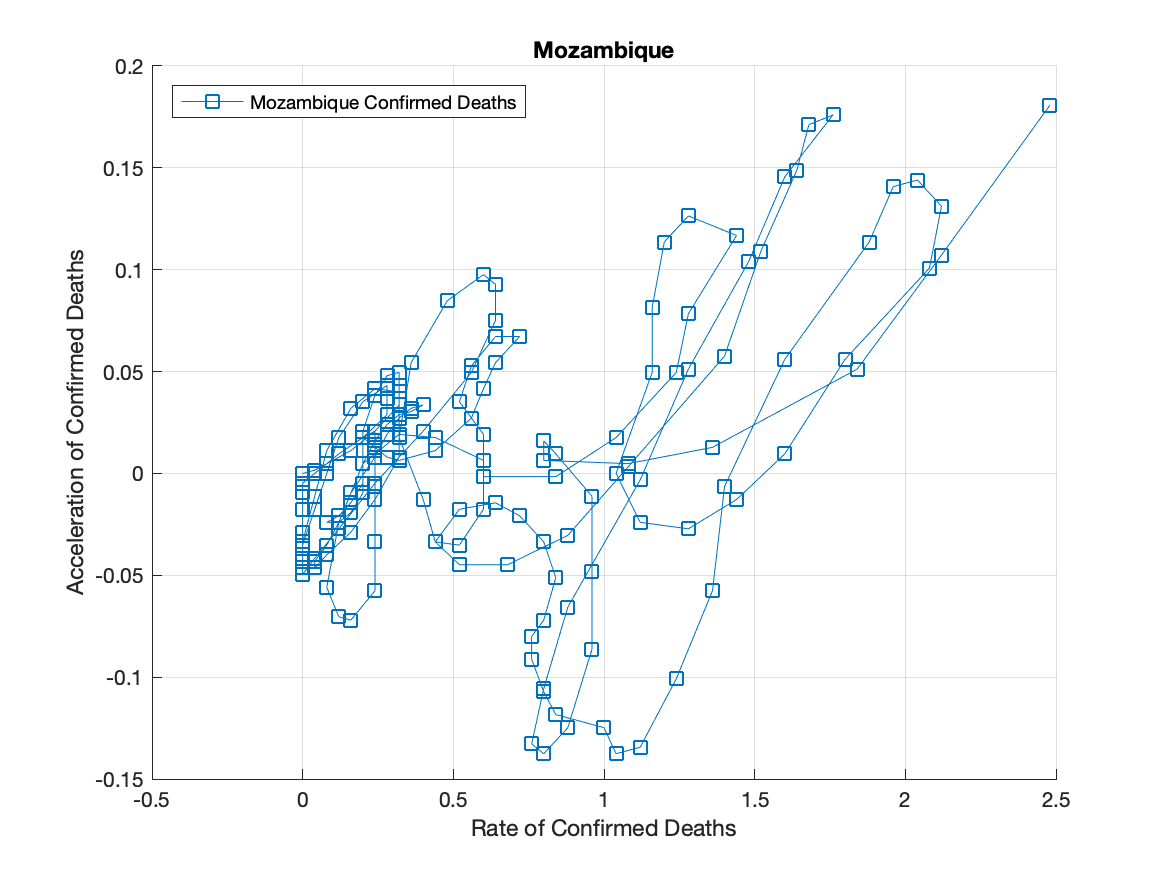 Mozambique
0.2
Mozambique Confirmed Deaths
0.15
0.1
0.05
0
-0.05
-0.1
-0.15
Acceleration of Confirmed Deaths
-0.5 0 0.5 1 1.5 2 2.5
Rate of Confirmed Deaths